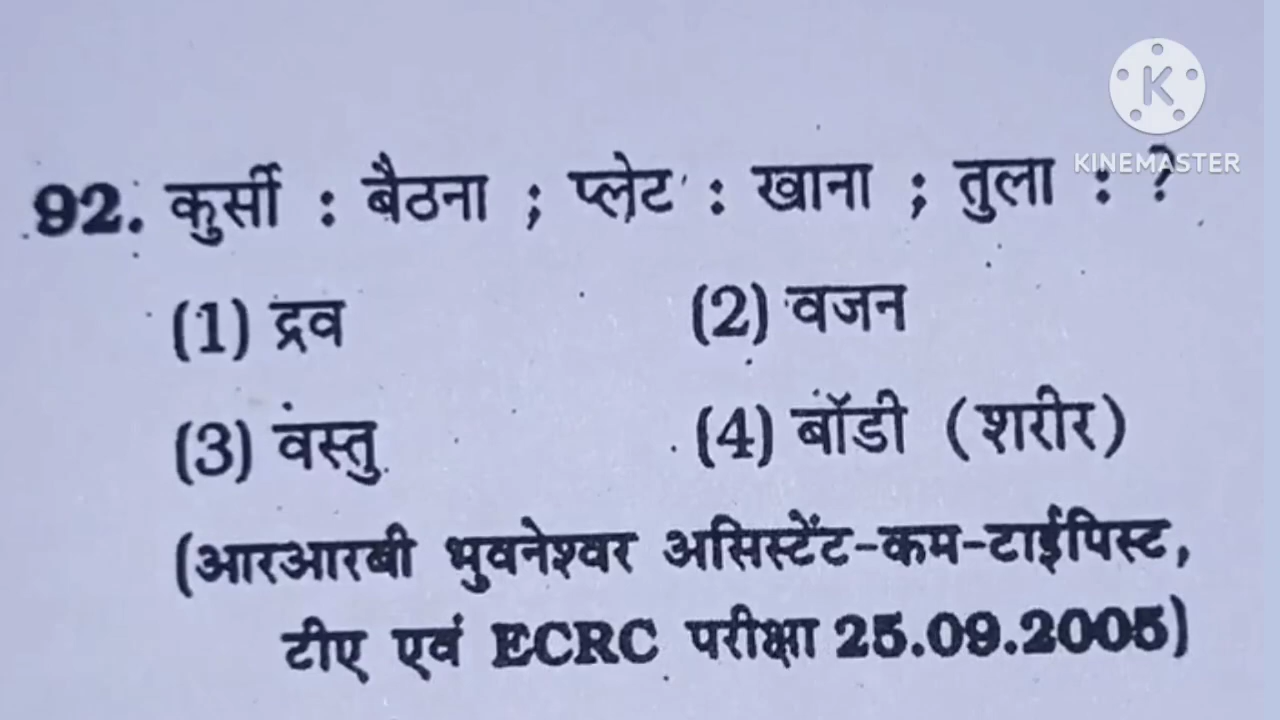 K
KINEMASTER
92. कुर्सी : बैठना ; प्लेट : खाना ; तुला : ?
(1) द्रव (2) वजन
(3) वस्तु (4) बॉडी (शरीर)
(आरआरबी भुवनेश्वर असिस्टेंट-कम-टाईपिस्ट,
टीए एवं ECRC परीक्षा 25.09.2005)